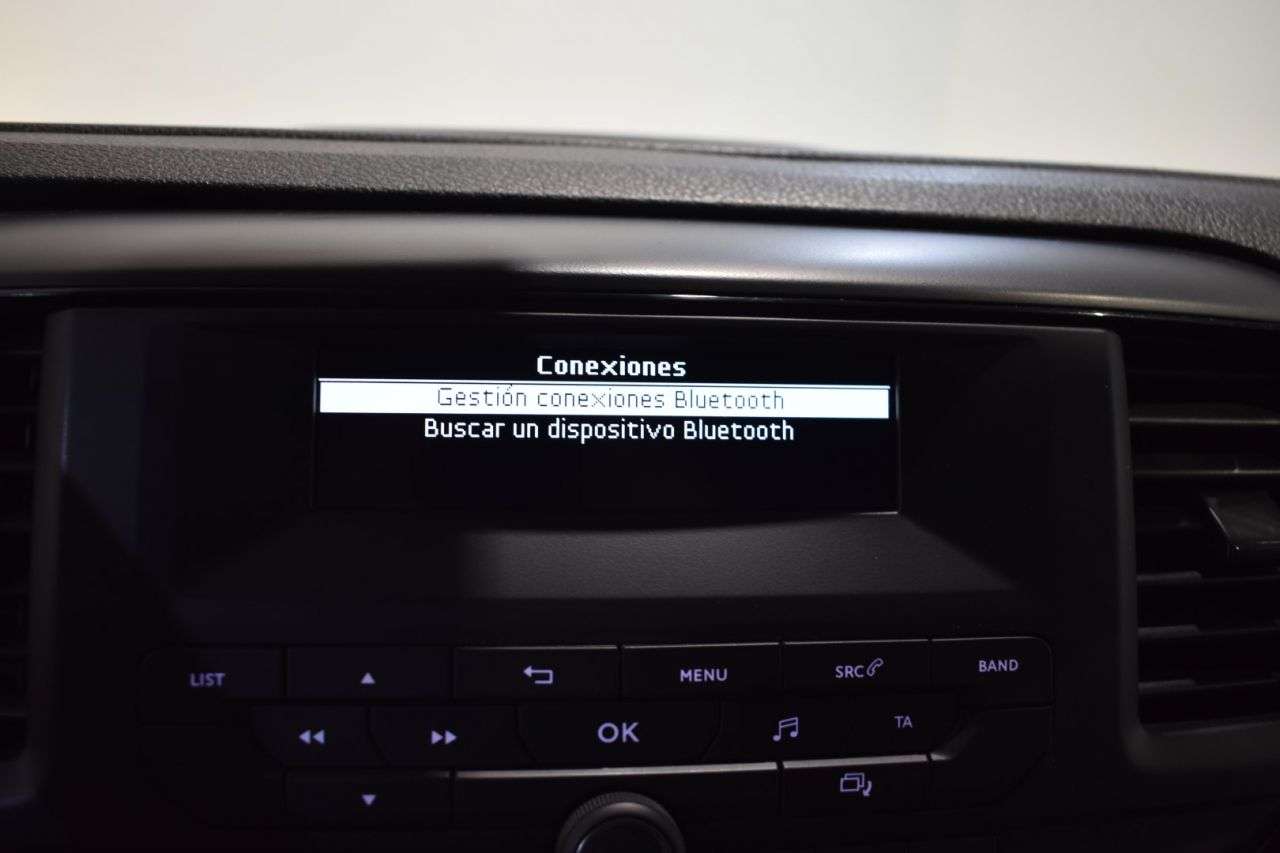 Conexiones
Gestión conexiones Bluetooth
Buscar un dispositivo Bluetooth
LIST MENU SRC BAND
OK TA